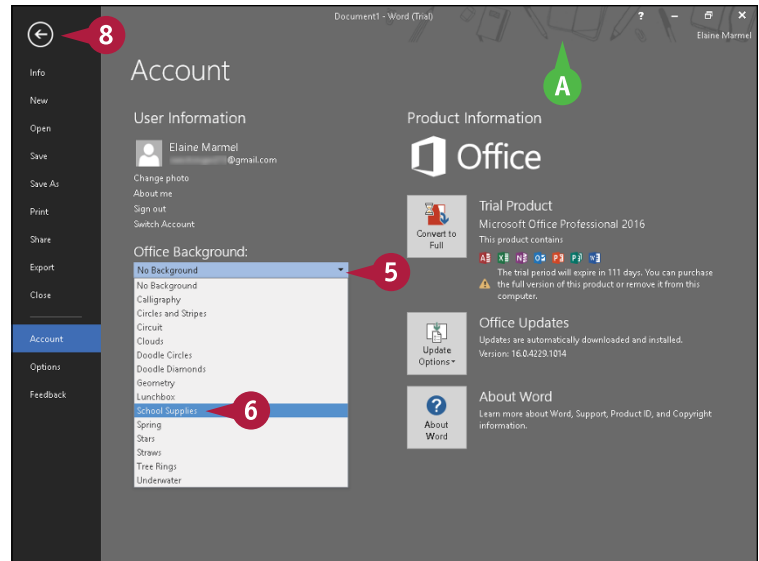 Document1 - Word (Trial)
?
Elaine Marmel
8
A
Info
New
Open
Save
Save As
Print
Share
Export
Close
Account
Options
Feedback
Account
User Information
Elaine Marmel
@gmail.com
Change photo
About me
Sign out
Switch Account
Office Background:
No Background
5
No Background
Calligraphy
Circles and Stripes
Circuit
Clouds
Doodle Circles
Doodle Diamonds
Geometry
Lunchbox
School Supplies
6
Spring
Stars
Straws
Tree Rings
Underwater
Product Information
Office
Convert to
Full
Trial Product
Microsoft Office Professional 2016
This product contains
The trial period will expire in 111 days. You can purchase
the full version of this product or remove it from this
computer.
Update
Options
Office Updates
Updates are automatically downloaded and installed.
Version: 16.0.4229.1014
?
About
Word
About Word
Learn more about Word, Support, Product ID, and Copyright
information.